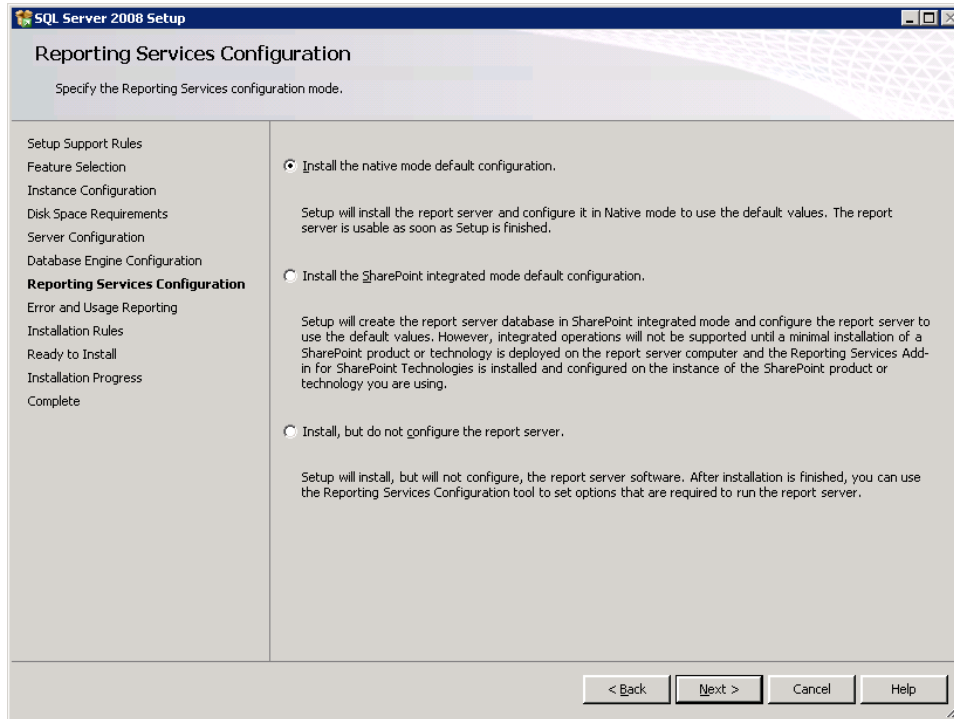 SQL Server 2008 Setup
Reporting Services Configuration
Specify the Reporting Services configuration mode.
Setup Support Rules
Feature Selection
Instance Configuration
Disk Space Requirements
Server Configuration
Database Engine Configuration
Reporting Services Configuration
Error and Usage Reporting
Installation Rules
Ready to Install
Installation Progress
Complete
Install the native mode default configuration.
Setup will install the report server and configure it in Native mode to use the default values. The report
server is usable as soon as Setup is finished.
Install the SharePoint integrated mode default configuration.
Setup will create the report server database in SharePoint integrated mode and configure the report server to
use the default values. However, integrated operations will not be supported until a minimal installation of a
SharePoint product or technology is deployed on the report server computer and the Reporting Services Add-
in for SharePoint Technologies is installed and configured on the instance of the SharePoint product or
technology you are using.
Install, but do not configure the report server.
Setup will install, but will not configure, the report server software. After installation is finished, you can use
the Reporting Services Configuration tool to set options that are required to run the report server.
< Back
Next >
Cancel
Help